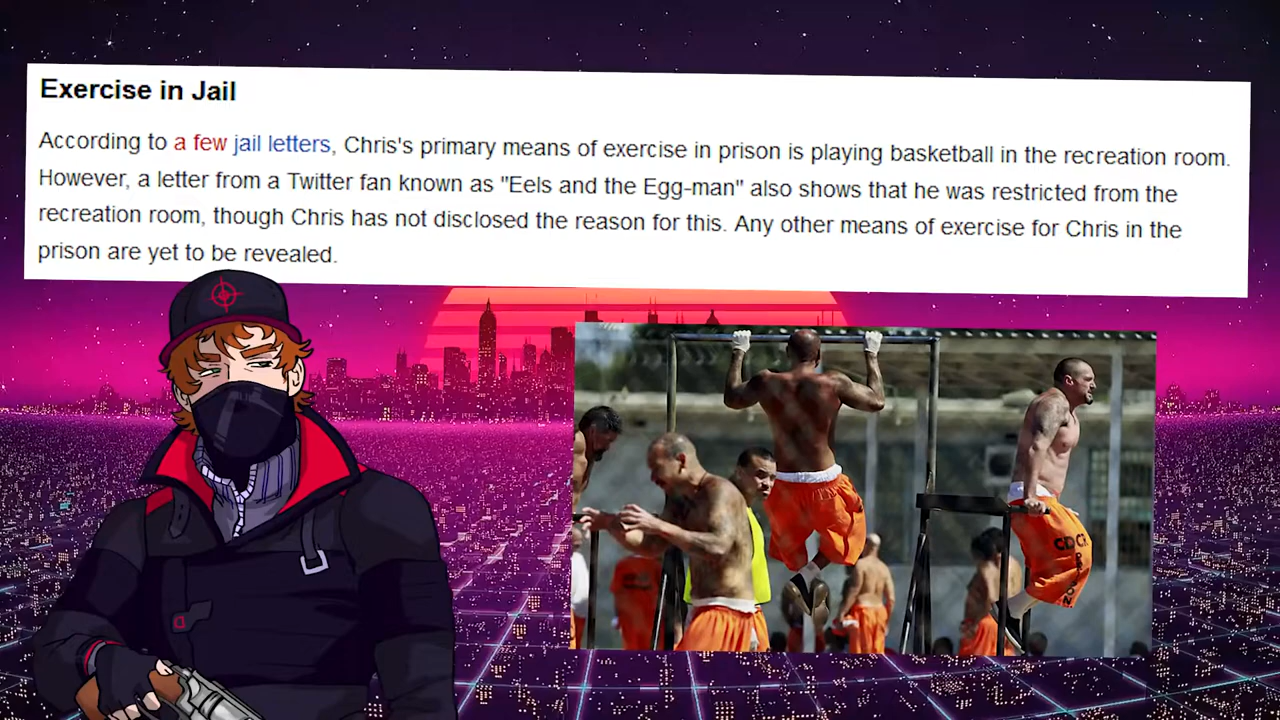 Exercise in Jail
According to a few jail letters, Chris's primary means of exercise in prison is playing basketball in the recreation room.
However, a letter from a Twitter fan known as "Eels and the Egg-man" also shows that he was restricted from the
recreation room, though Chris has not disclosed the reason for this. Any other means of exercise for Chris in the
prison are yet to be revealed.